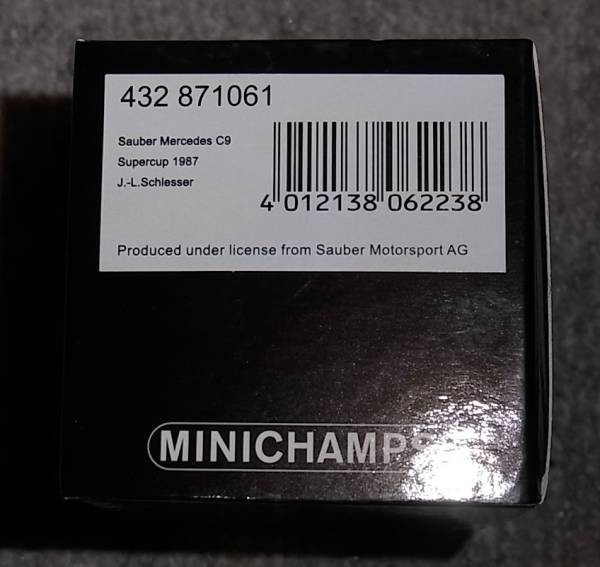 432 871061
Sauber Mercedes C9
Supercup 1987
J.-L.Schlesser
4 012138 062238
Produced under license from Sauber Motorsport AG
MINICHAMPS